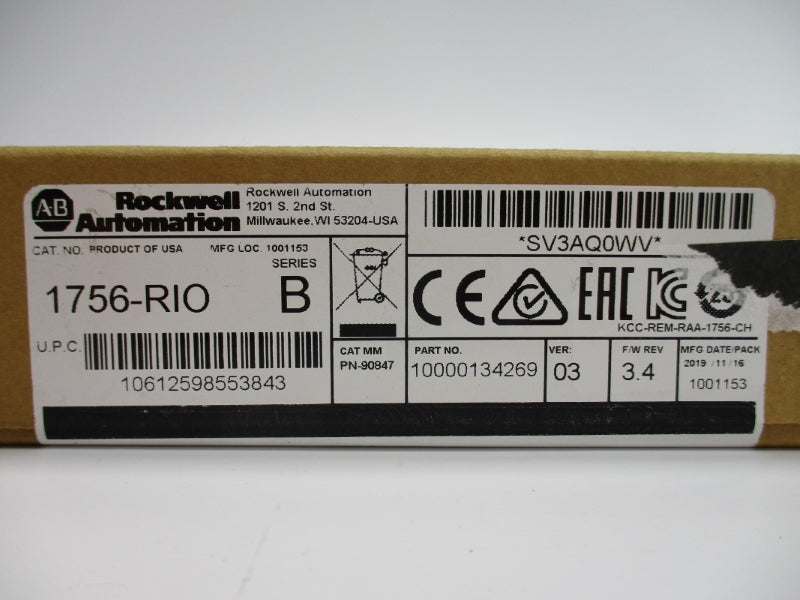 A-B
Rockwell
Automation
Rockwell Automation
1201 S. 2nd St.
Millwaukee, WI 53204-USA
*SV3AQ0WV*
CAT. NO. PRODUCT OF USA MFG LOC. 1001153
SERIES
1756-RIO B
U.P.C.
10612598553843
CE EAC KC
KCC-REM-RAA-1756-CH
CAT MM
PN-90847
PART NO.
10000134269
VER:
03
F/W REV
3.4
MFG DATE/PACK
2019 /11/16
1001153